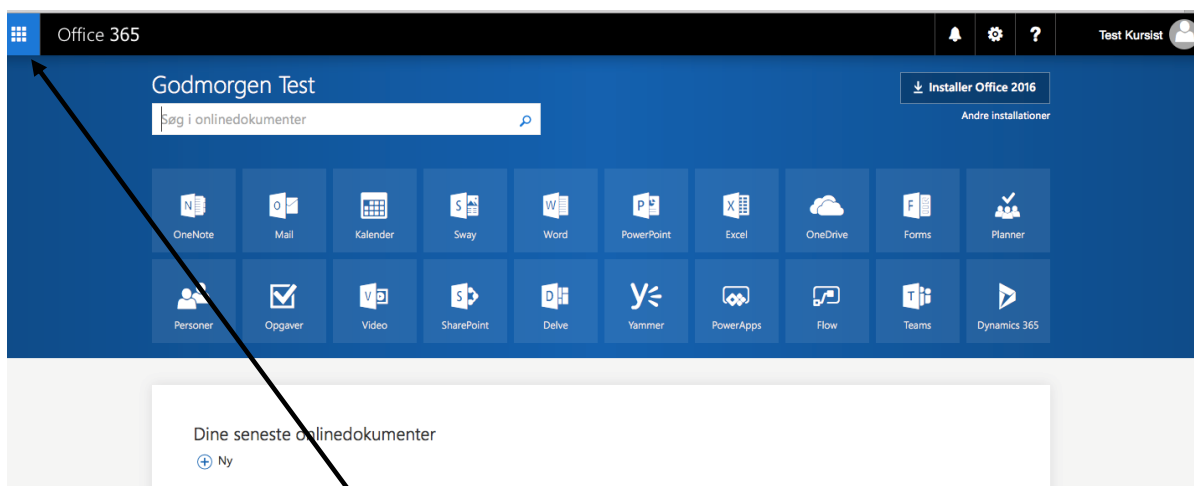 Office 365
?
Test Kursist
Godmorgen Test
Installer Office 2016
Søg i onlinedokumenter
Andre installationer
N
O
S
W
P
X
F
OneNote
Mail
Kalender
Sway
Word
PowerPoint
Excel
OneDrive
Forms
Planner
V
S
D
T
Personer
Opgaver
Video
SharePoint
Delve
Yammer
PowerApps
Flow
Teams
Dynamics 365
Dine seneste onlinedokumenter
Ny